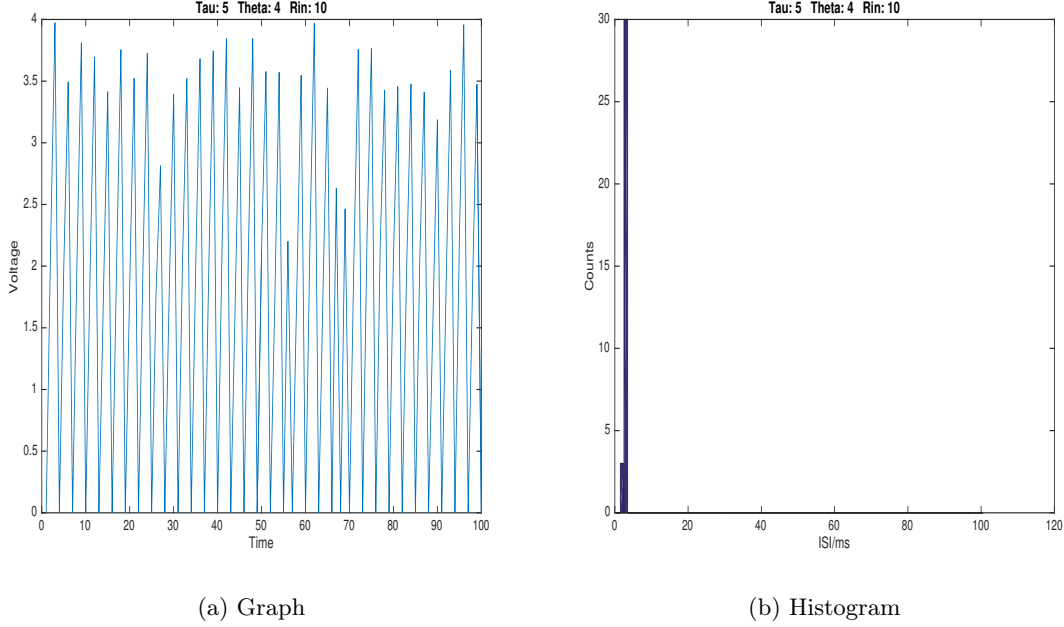 Tau: 5 Theta: 4 Rin: 10
4
3.5
3
2.5
2
1.5
1
0.5
0
Voltage
0 10 20 30 40 50 60 70 80 90 100
Time
(a) Graph
Tau: 5 Theta: 4 Rin: 10
30
25
20
15
10
5
0
Counts
0 20 40 60 80 100 120
ISI/ms
(b) Histogram